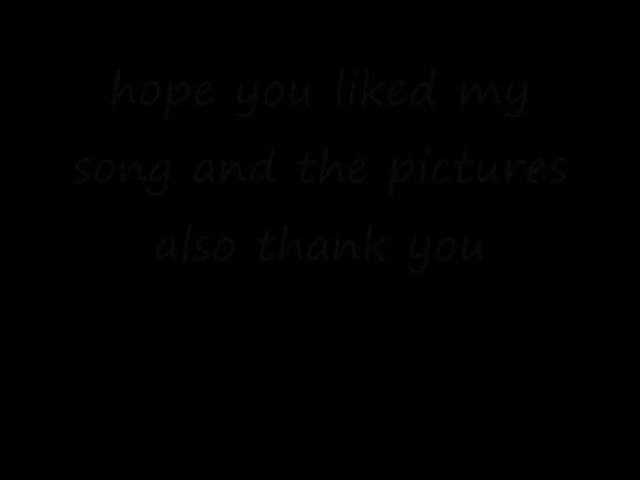 hope you liked my
song and the pictures
also thank you